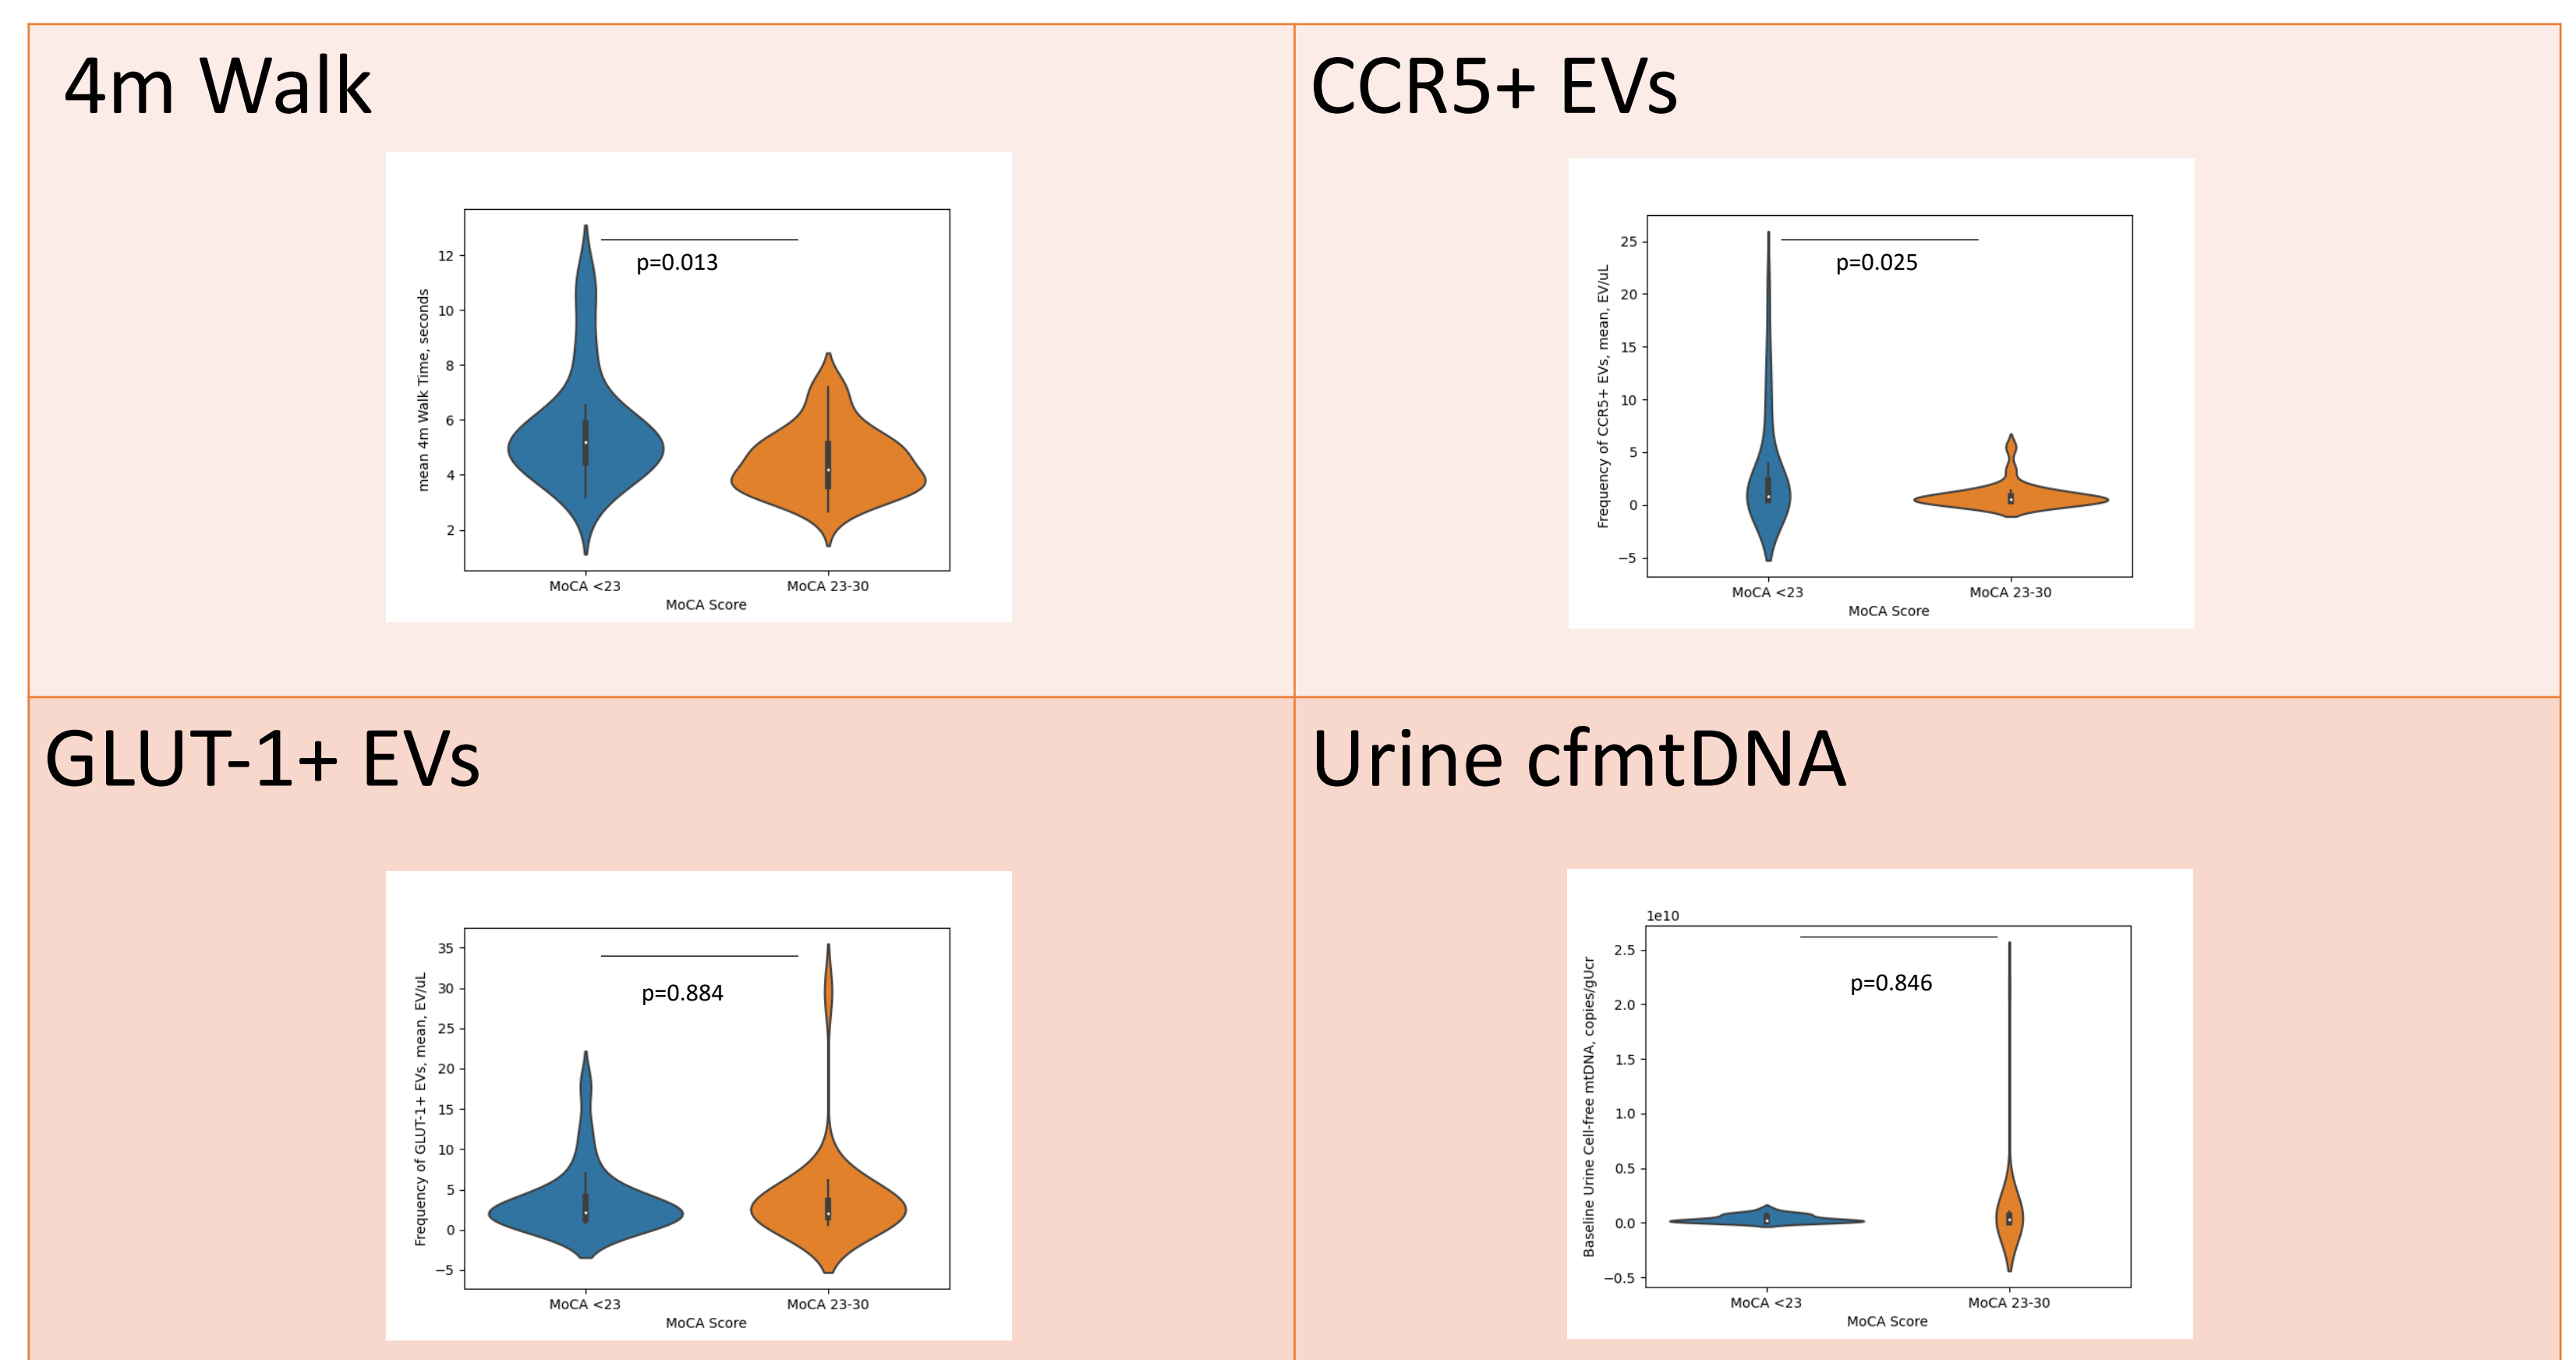 4m Walk
mean 4m Walk Time, seconds
12
10
8
6
4
2
p=0.013
MoCA <23
MoCA 23-30
MoCA Score
CCR5+ EVs
Frequency of CCR5+ EVs, mean, EV/uL
25
20
15
10
5
0
−5
p=0.025
MoCA <23
MoCA 23-30
MoCA Score
GLUT-1+ EVs
Frequency of GLUT-1+ EVs, mean, EV/uL
35
30
25
20
15
10
5
0
−5
p=0.884
MoCA <23
MoCA 23-30
MoCA Score
Urine cfmtDNA
1e10
Baseline Urine Cell-free mtDNA, copies/gUcr
2.5
2.0
1.5
1.0
0.5
0.0
−0.5
p=0.846
MoCA <23
MoCA 23-30
MoCA Score